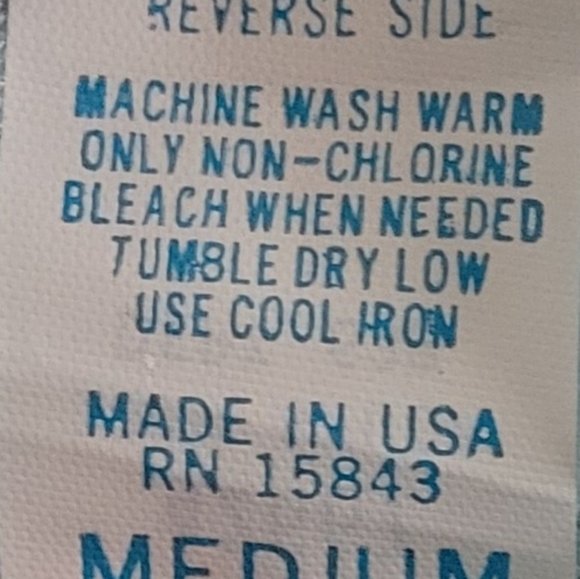 REVERSE SIDE
MACHINE WASH WARM
ONLY NON-CHLORINE
BLEACH WHEN NEEDED
TUMBLE DRY LOW
USE COOL IRON
MADE IN USA
RN 15843
MEDIUM